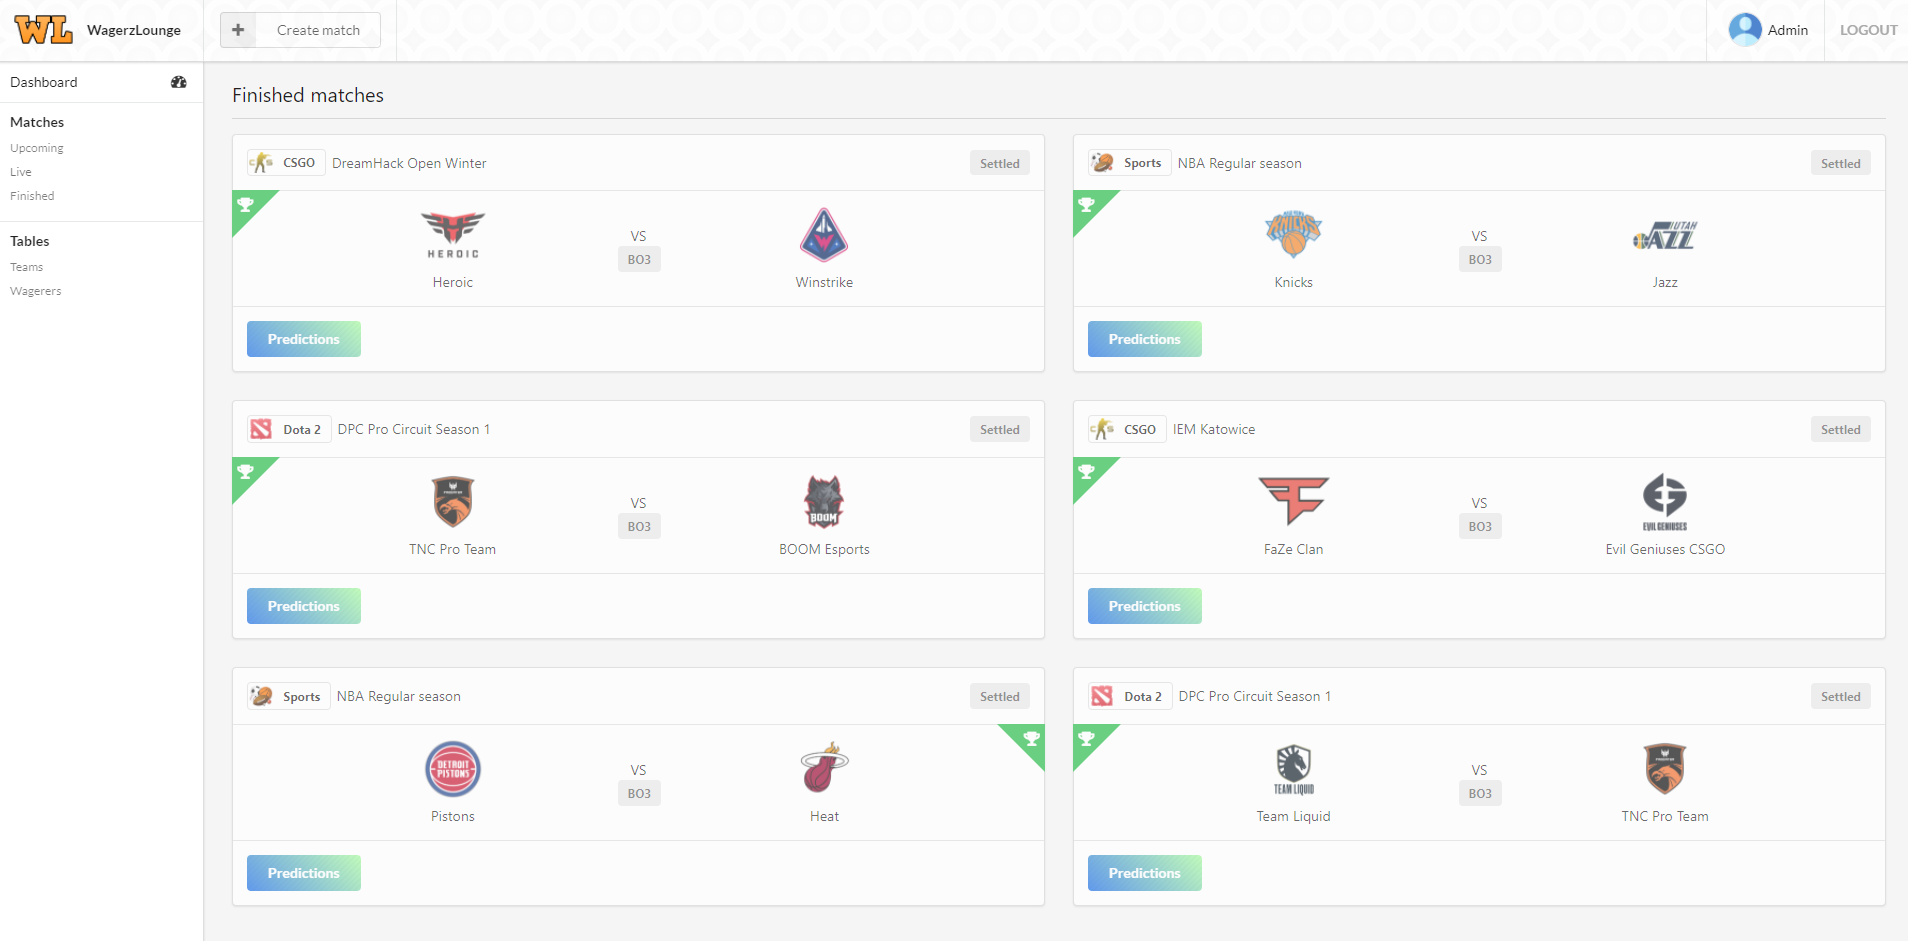 WL WagerzLounge + Create match Admin LOGOUT
Dashboard
Matches
Upcoming
Live
Finished
Tables
Teams
Wagerers
Finished matches
CSGO DreamHack Open Winter Settled
HEROIC
VS
BO3
Heroic Winstrike
Predictions
Sports NBA Regular season Settled
KNICKS
UTAH
JAZZ
VS
BO3
Knicks Jazz
Predictions
Dota 2 DPC Pro Circuit Season 1 Settled
BOOM
VS
BO3
TNC Pro Team BOOM Esports
Predictions
CSGO IEM Katowice Settled
EVIL GENIUSES
VS
BO3
FaZe Clan Evil Geniuses CSGO
Predictions
Sports NBA Regular season Settled
DETROIT
PISTONS
VS
BO3
Pistons Heat
Predictions
Dota 2 DPC Pro Circuit Season 1 Settled
TEAM LIQUID
VS
BO3
Team Liquid TNC Pro Team
Predictions